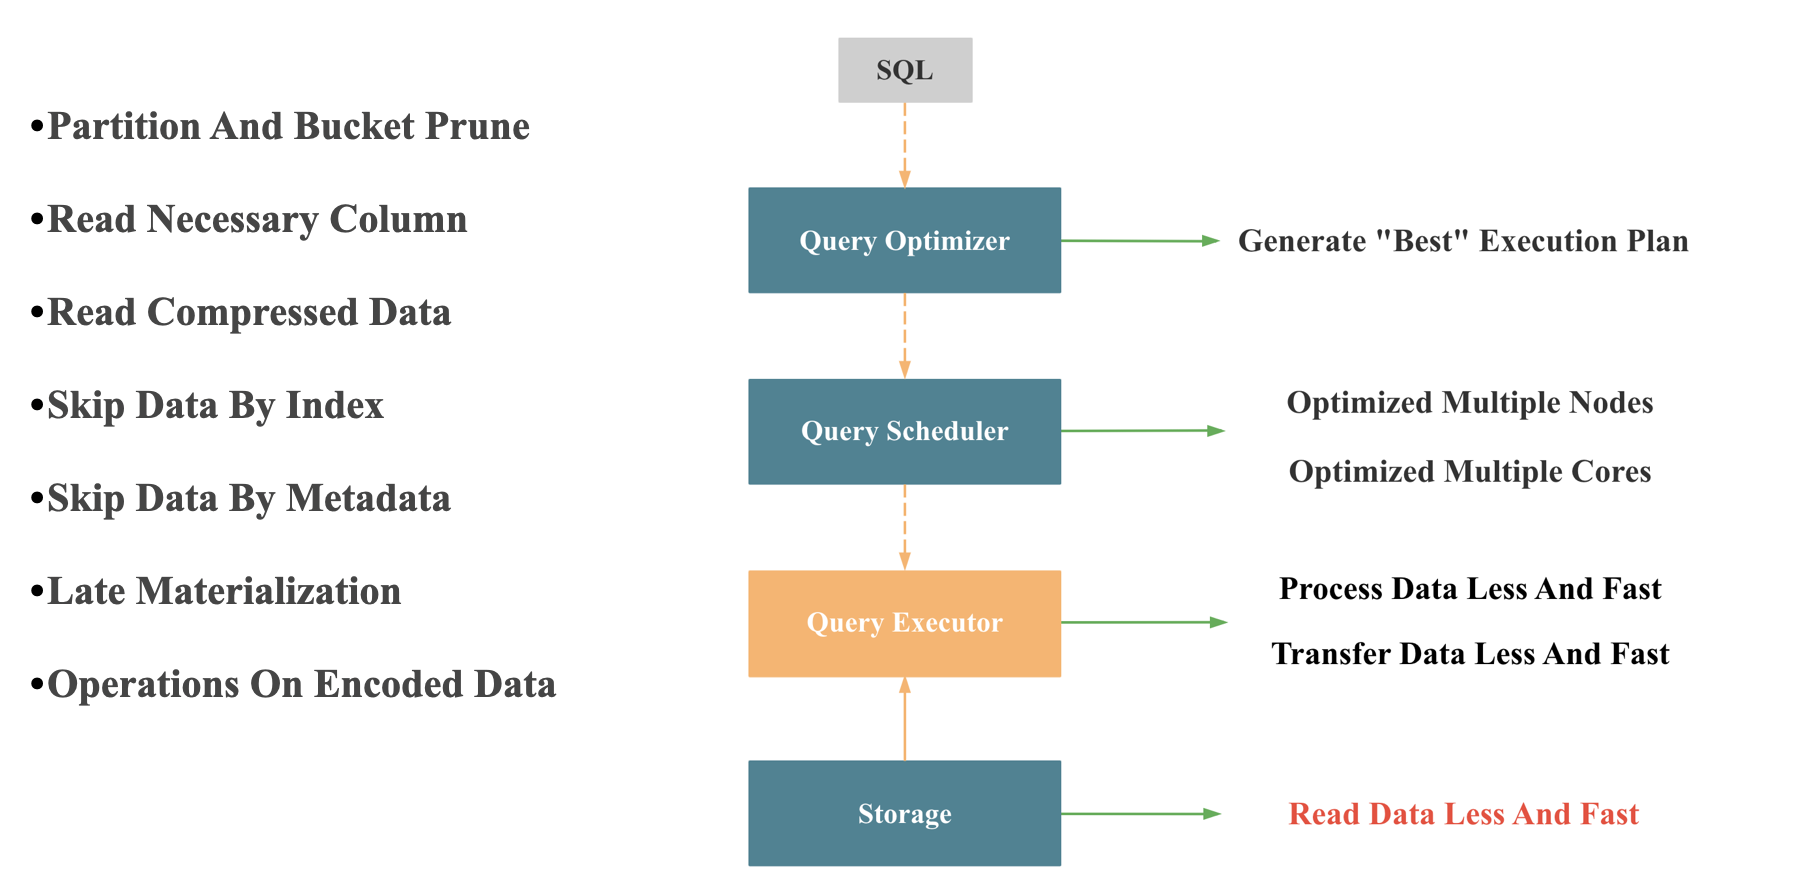 •Partition And Bucket Prune
•Read Necessary Column
•Read Compressed Data
•Skip Data By Index
•Skip Data By Metadata
•Late Materialization
•Operations On Encoded Data
SQL
Query Optimizer
Generate "Best" Execution Plan
Query Scheduler
Optimized Multiple Nodes
Optimized Multiple Cores
Query Executor
Process Data Less And Fast
Transfer Data Less And Fast
Storage
Read Data Less And Fast